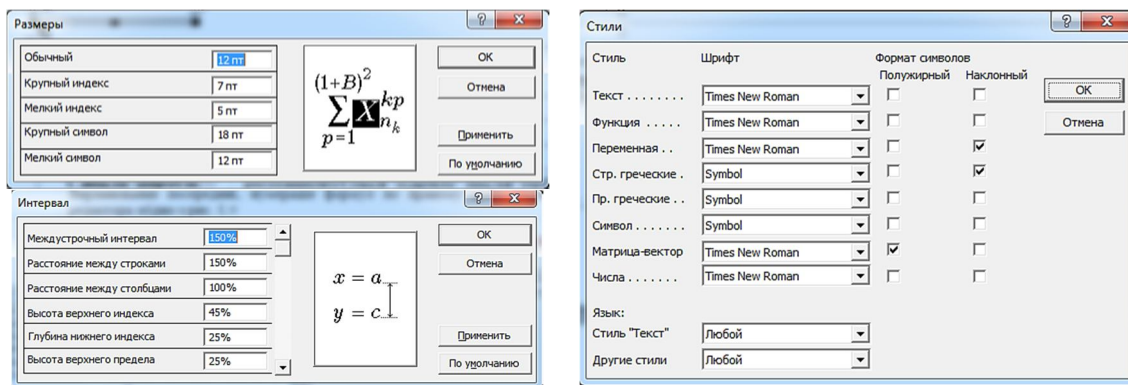 Размеры
Обычный 12 пт
Крупный индекс 7 пт
Мелкий индекс 5 пт
Крупный символ 18 пт
Мелкий символ 12 пт
(1+B)²
∑ X kp n k
p=1
OK
Отмена
Применить
По умолчанию
Интервал
Междустрочный интервал 150%
Расстояние между строками 150%
Расстояние между столбцами 100%
Высота верхнего индекса 45%
Глубина нижнего индекса 25%
Высота верхнего предела 25%
x = a
y = c
OK
Отмена
Применить
По умолчанию
Стили
Стиль Шрифт Формат символов
Полужирный Наклонный
Текст . . . . . . . . Times New Roman
Функция . . . . . Times New Roman
Переменная . . Times New Roman
Стр. греческие . Symbol
Пр. греческие . . Symbol
Символ . . . . . . . Symbol
Матрица-вектор Times New Roman
Числа . . . . . . . Times New Roman
OK
Отмена
Язык:
Стиль "Текст" Любой
Другие стили Любой